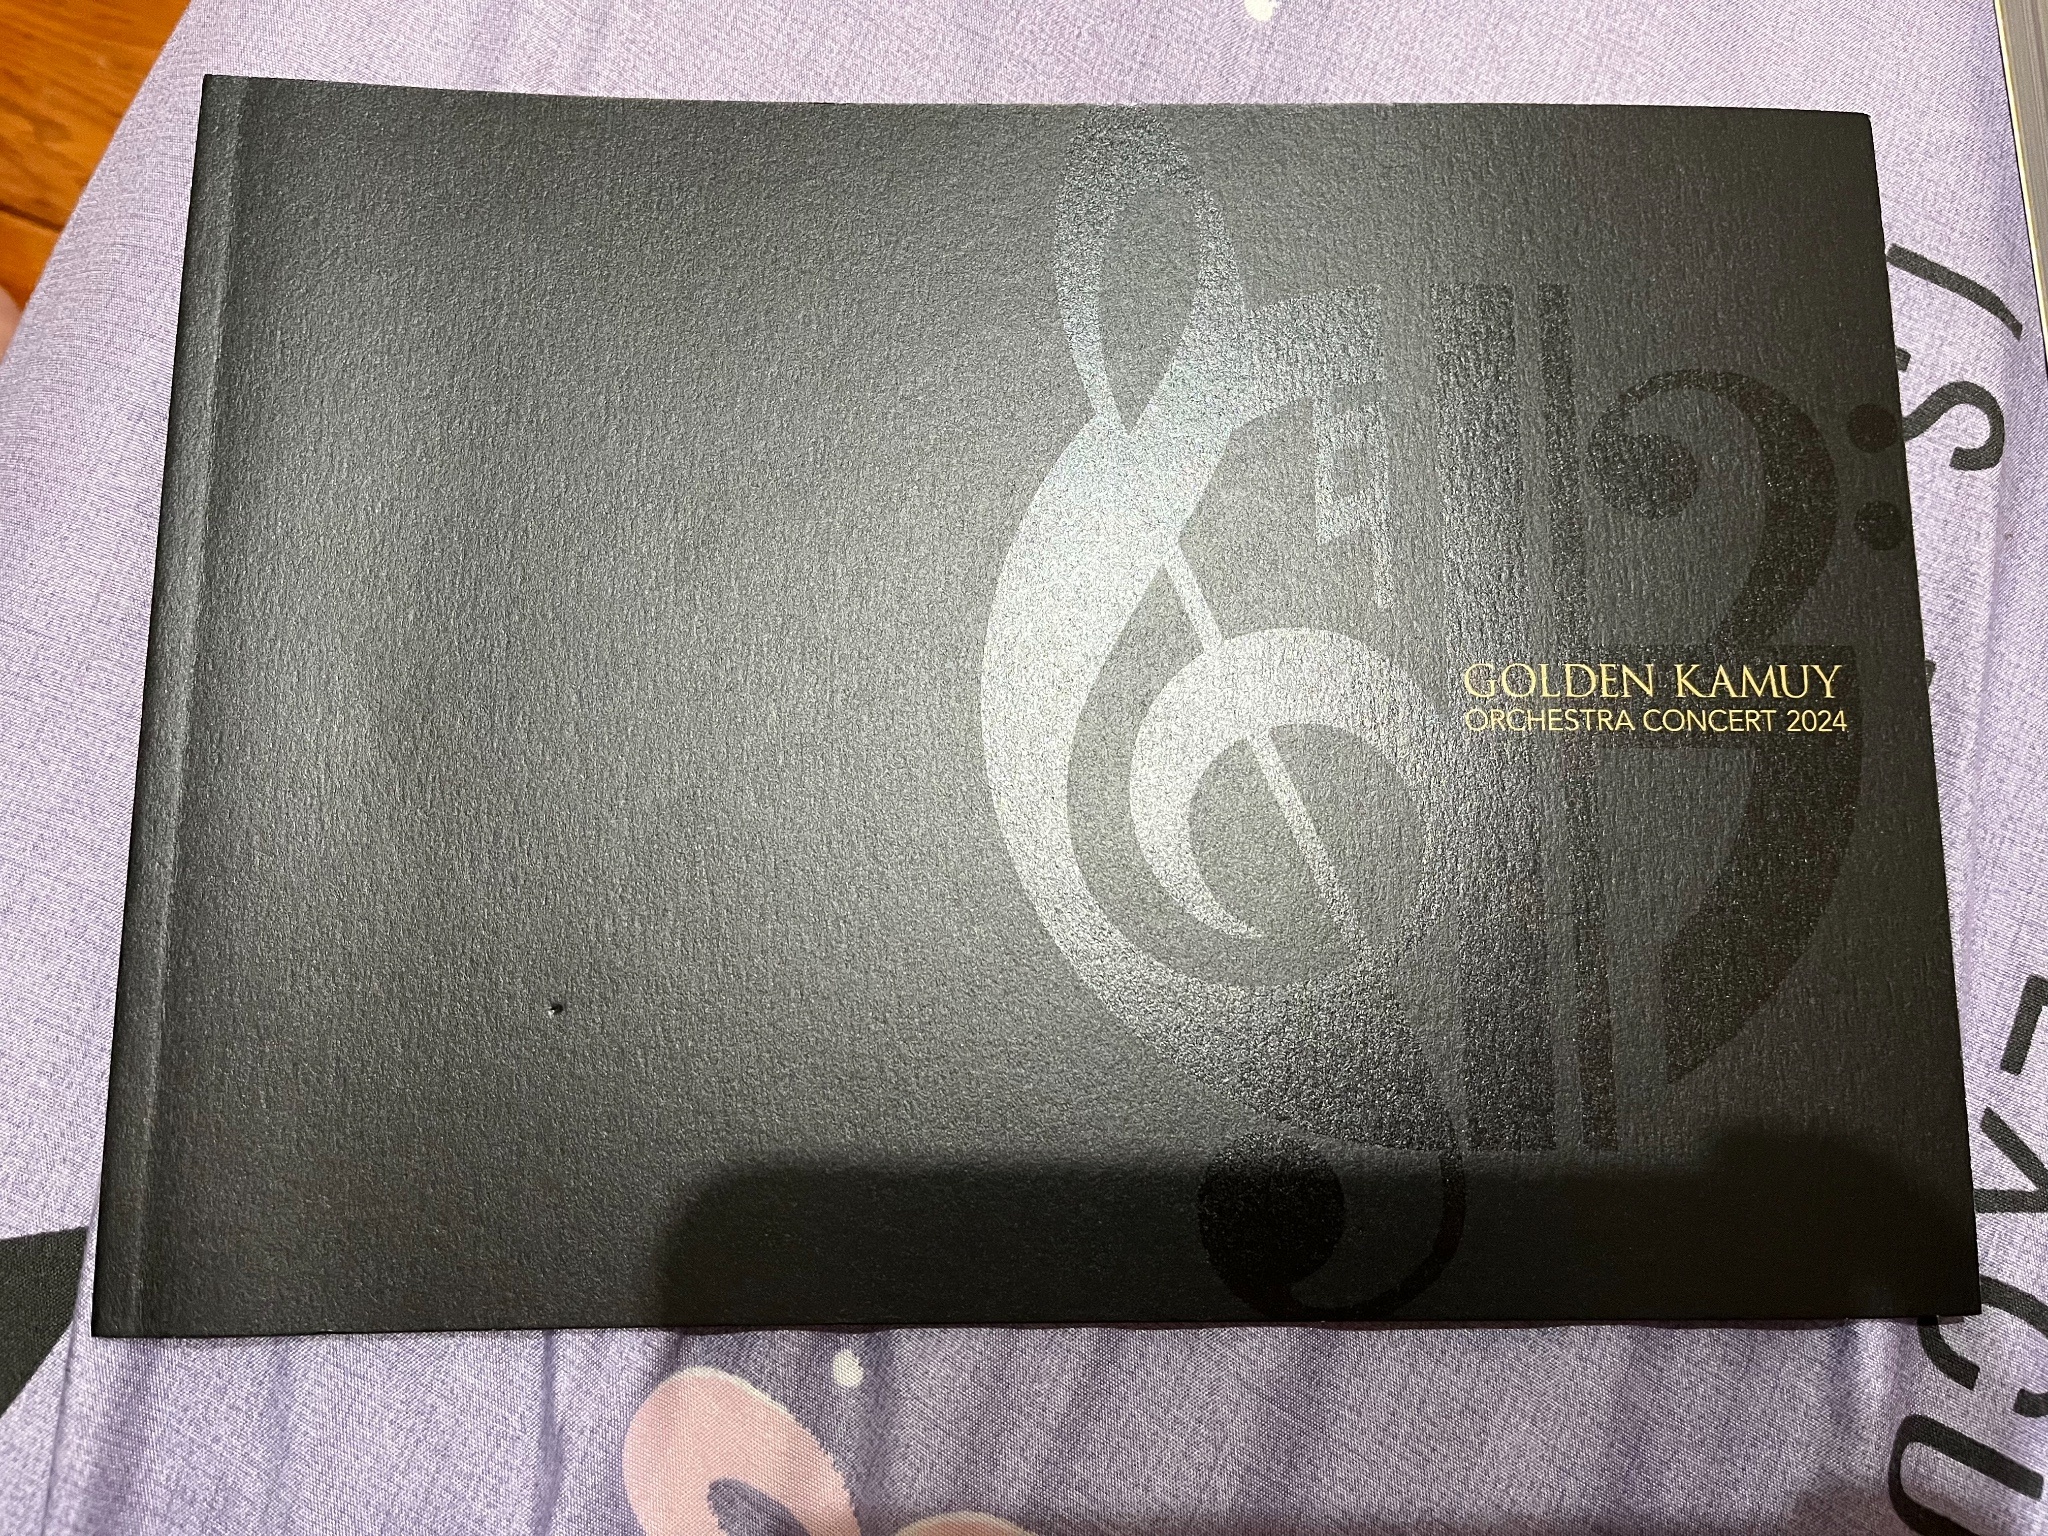 GOLDEN KAMUY
ORCHESTRA CONCERT 2024